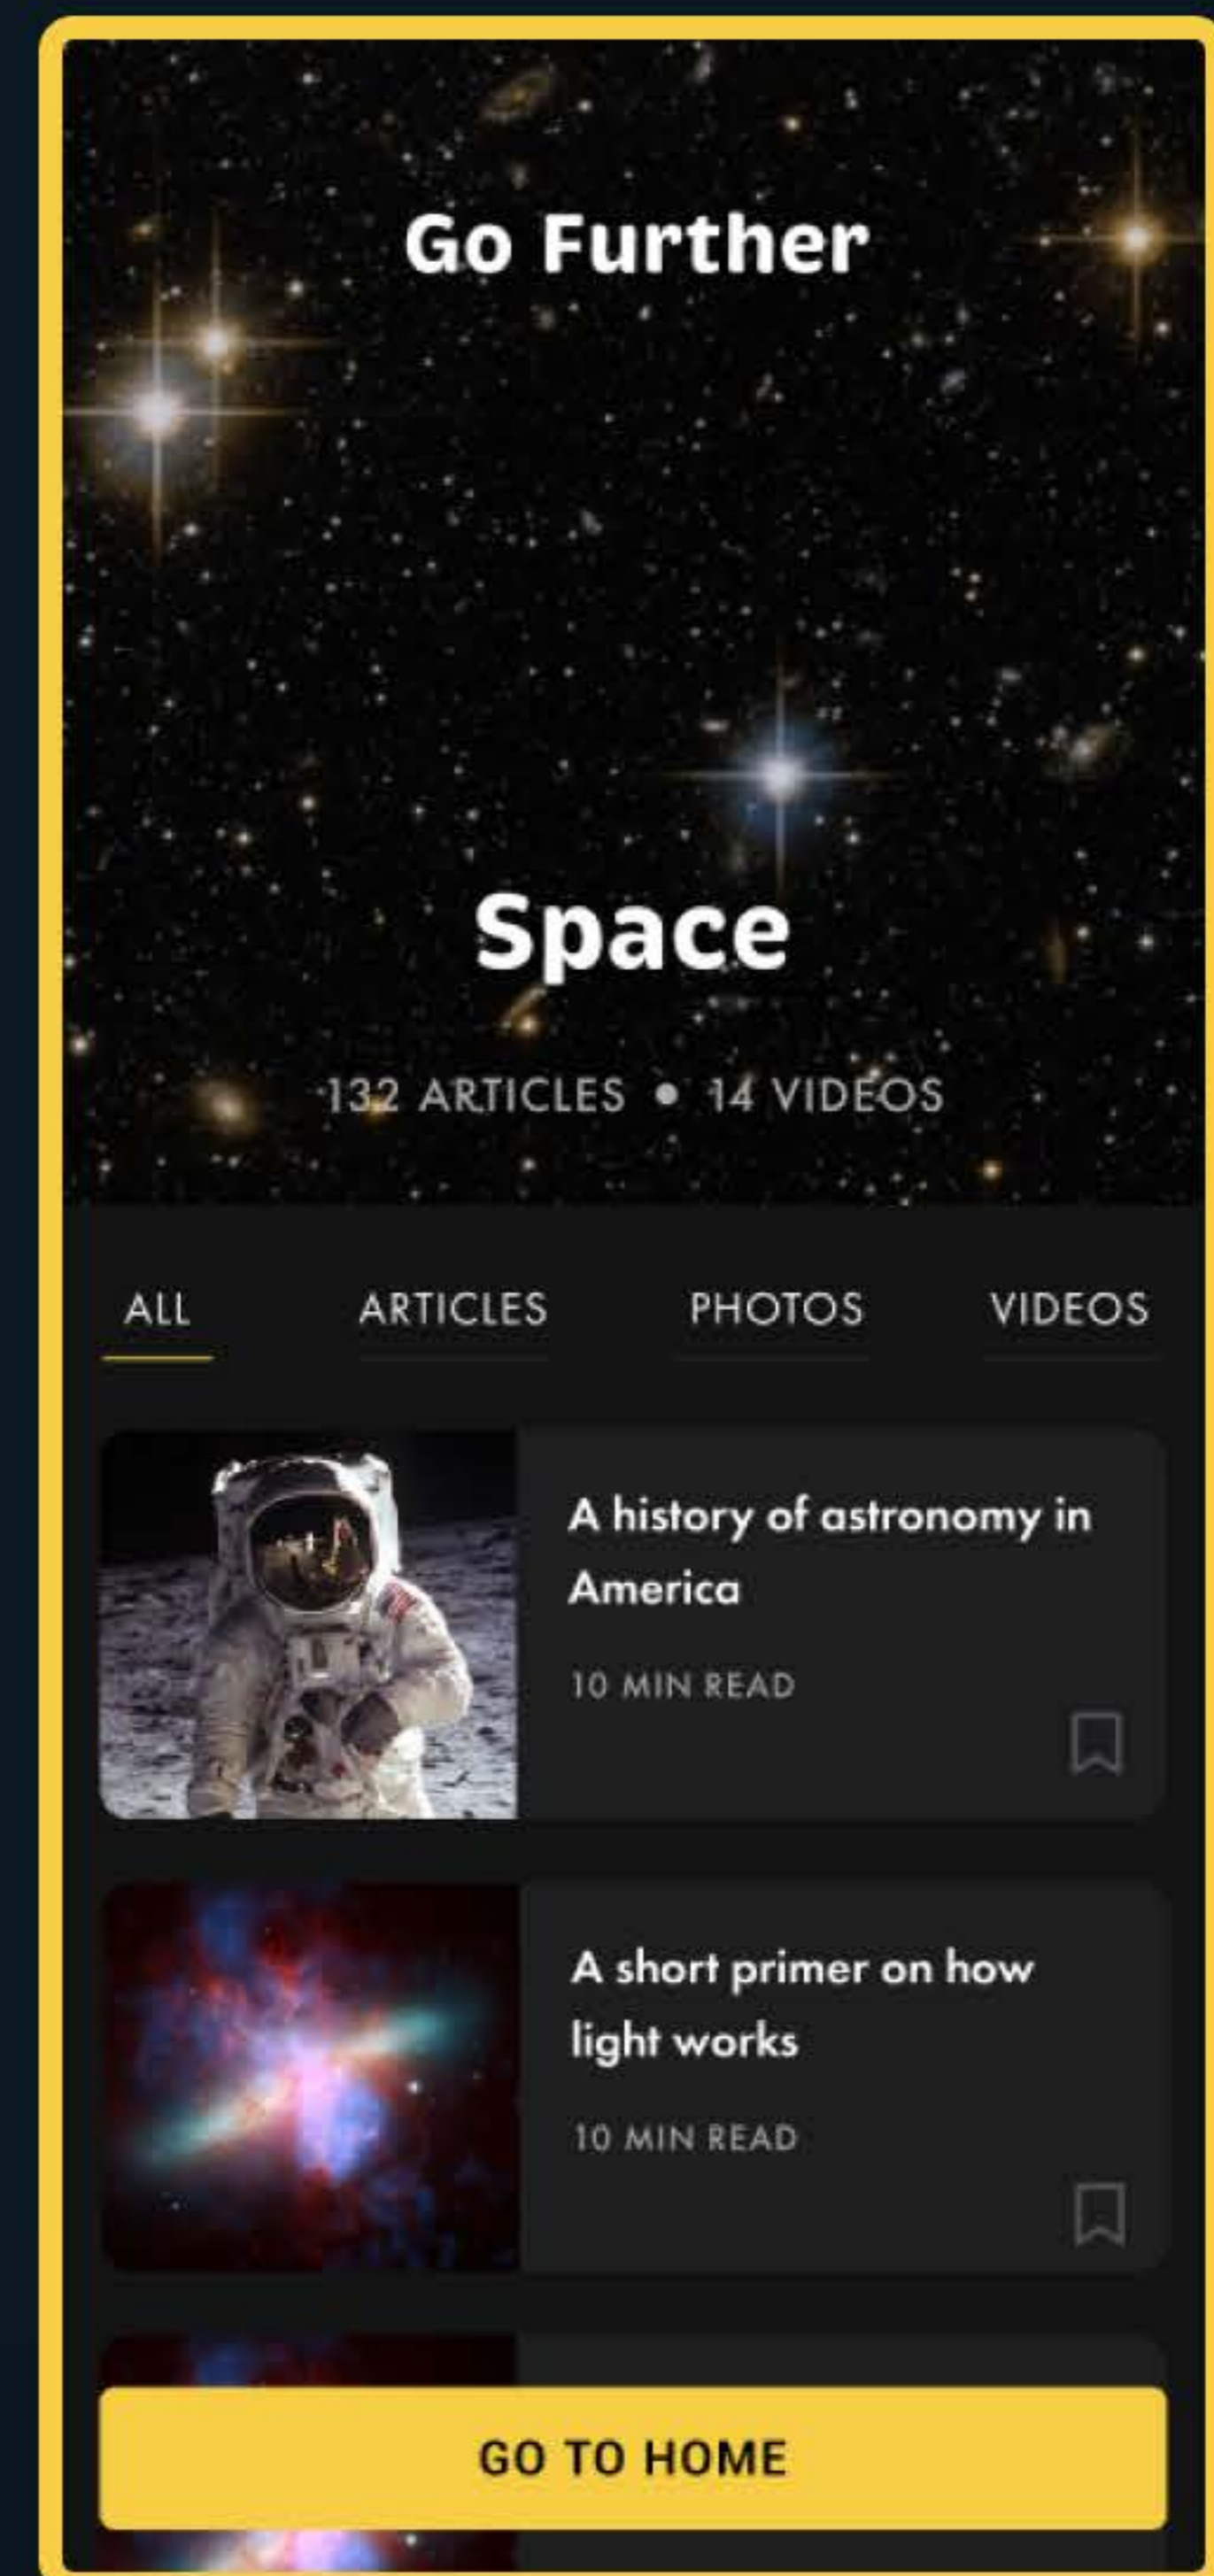 Go Further
Space
132 ARTICLES ● 14 VIDEOS
ALL ARTICLES PHOTOS VIDEOS
A history of astronomy in
America
10 MIN READ
A short primer on how
light works
10 MIN READ
GO TO HOME